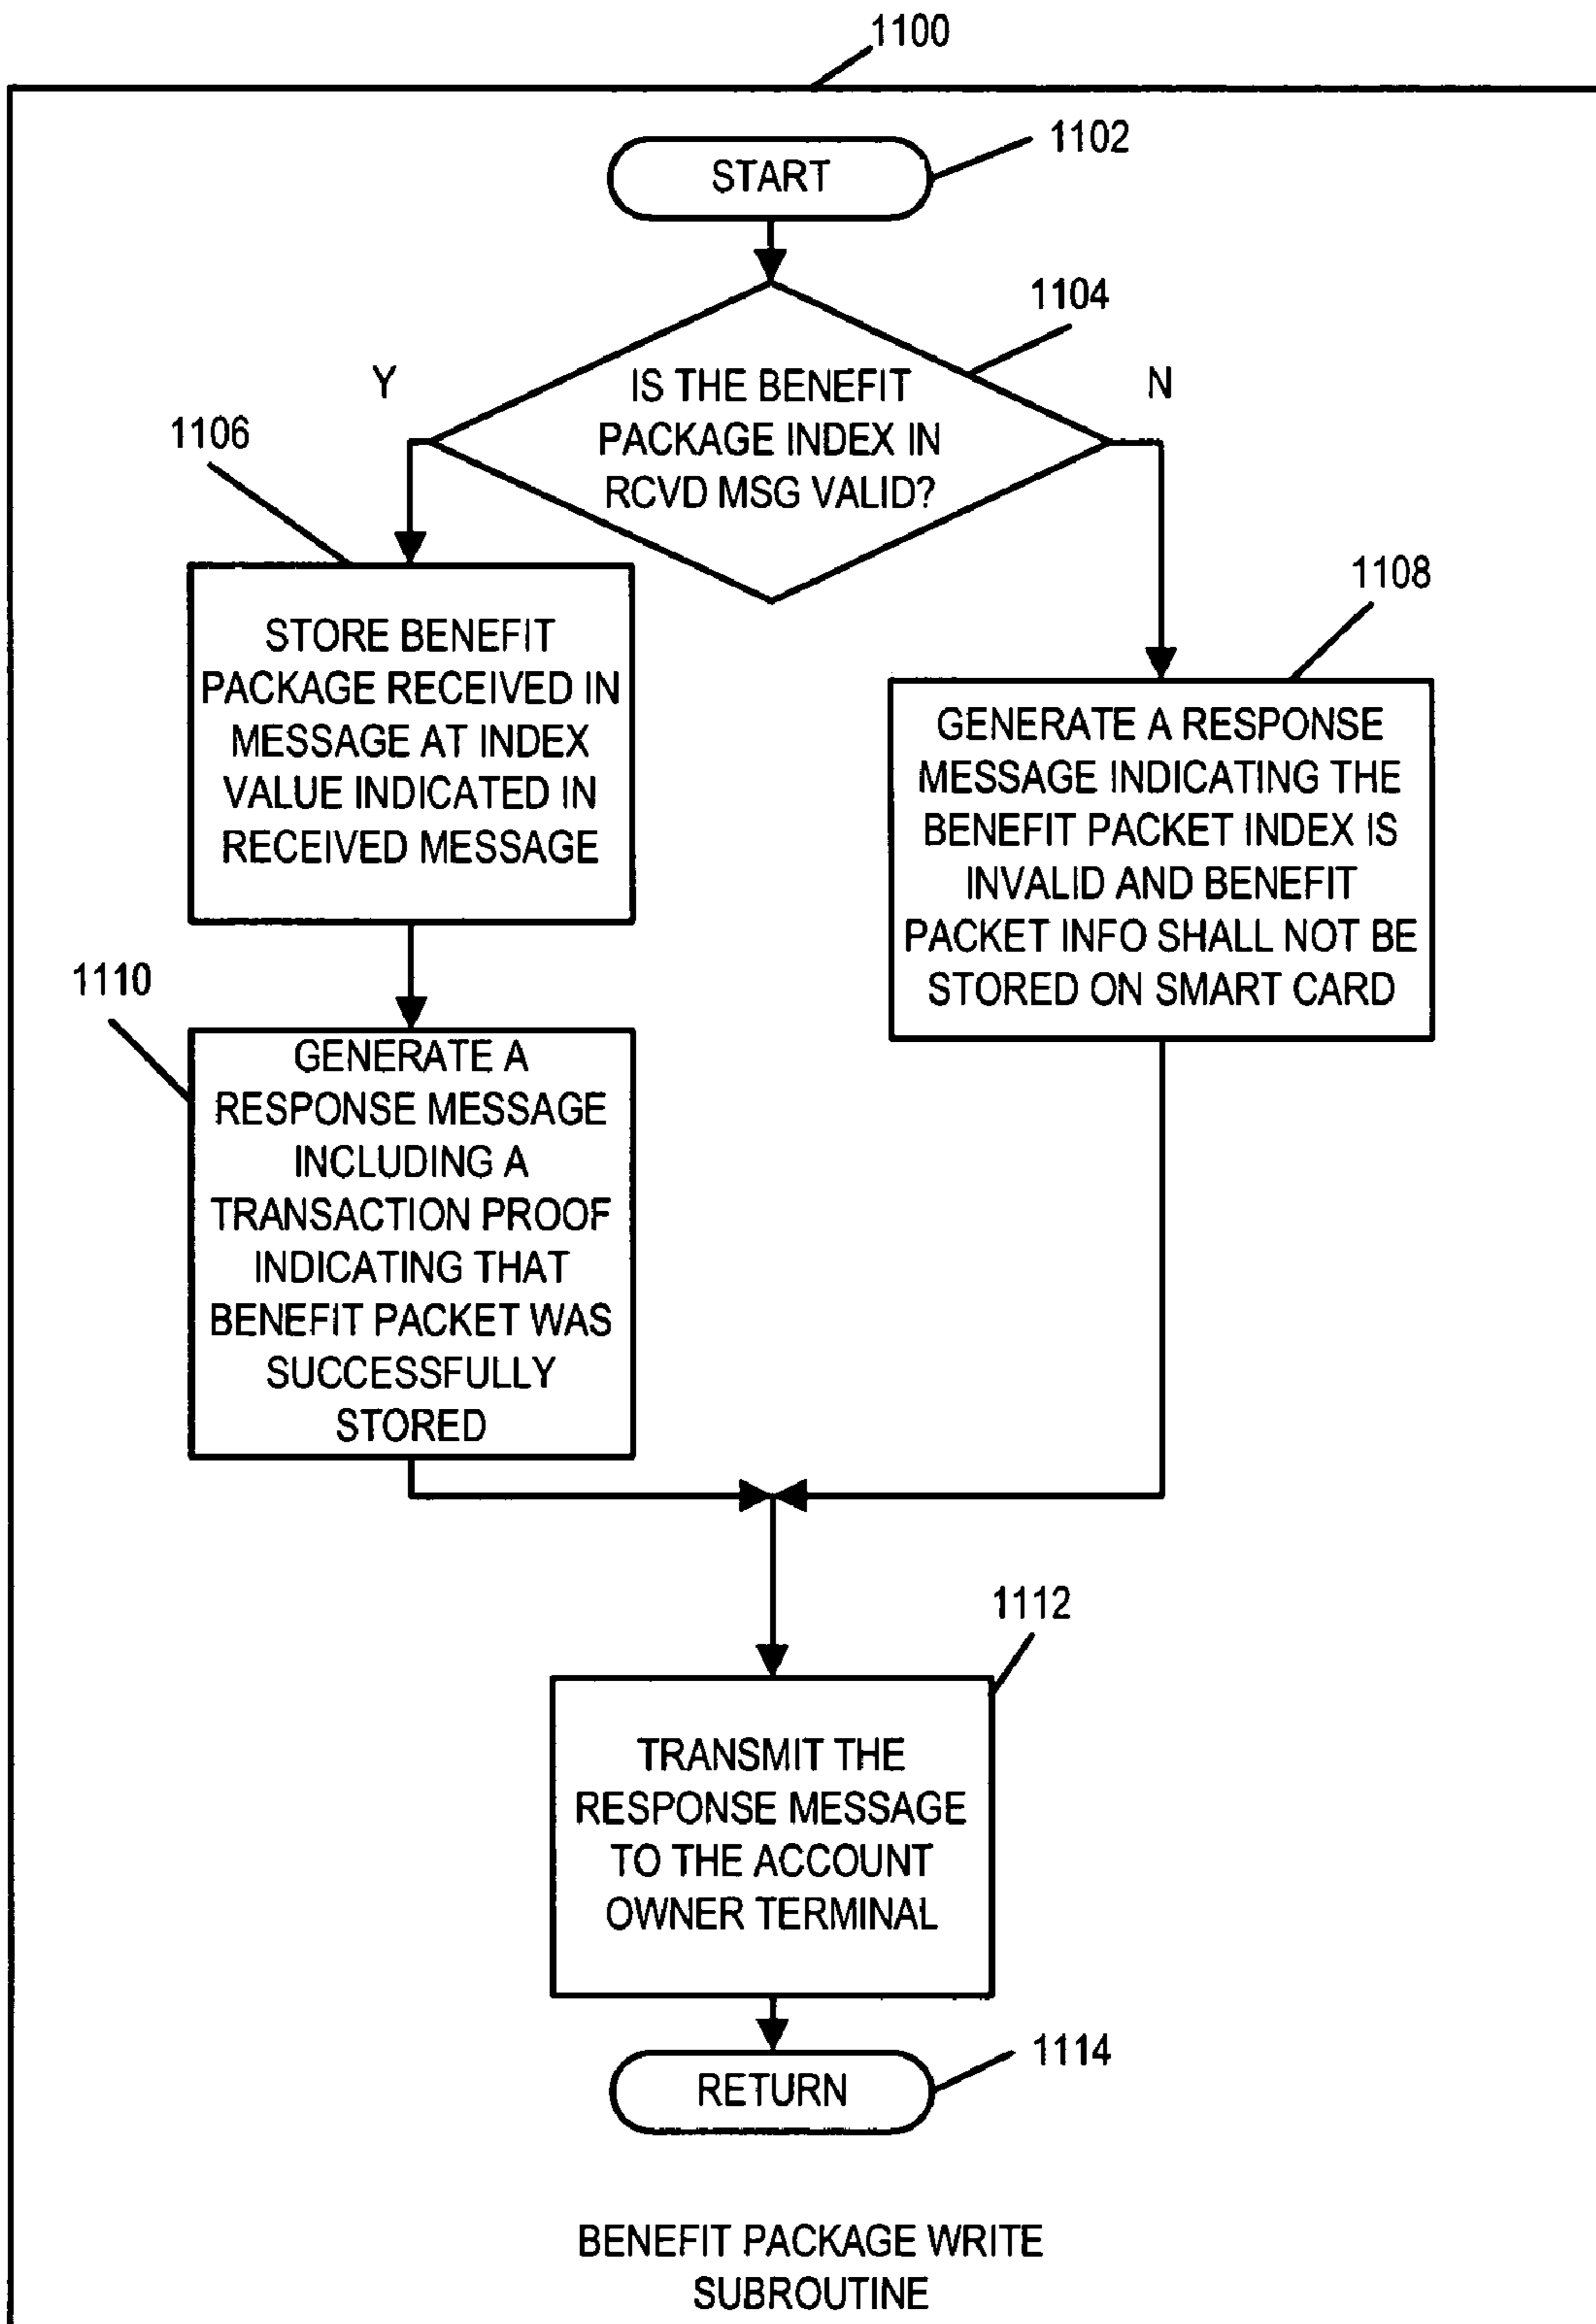 1100
1102
START
1104
Y
IS THE BENEFIT
PACKAGE INDEX IN
RCVD MSG VALID?
N
1106
1108
STORE BENEFIT
PACKAGE RECEIVED IN
MESSAGE AT INDEX
VALUE INDICATED IN
RECEIVED MESSAGE
GENERATE A RESPONSE
MESSAGE INDICATING THE
BENEFIT PACKET INDEX IS
INVALID AND BENEFIT
PACKET INFO SHALL NOT BE
STORED ON SMART CARD
1110
GENERATE A
RESPONSE MESSAGE
INCLUDING A
TRANSACTION PROOF
INDICATING THAT
BENEFIT PACKET WAS
SUCCESSFULLY
STORED
1112
TRANSMIT THE
RESPONSE MESSAGE
TO THE ACCOUNT
OWNER TERMINAL
1114
RETURN
BENEFIT PACKAGE WRITE
SUBROUTINE